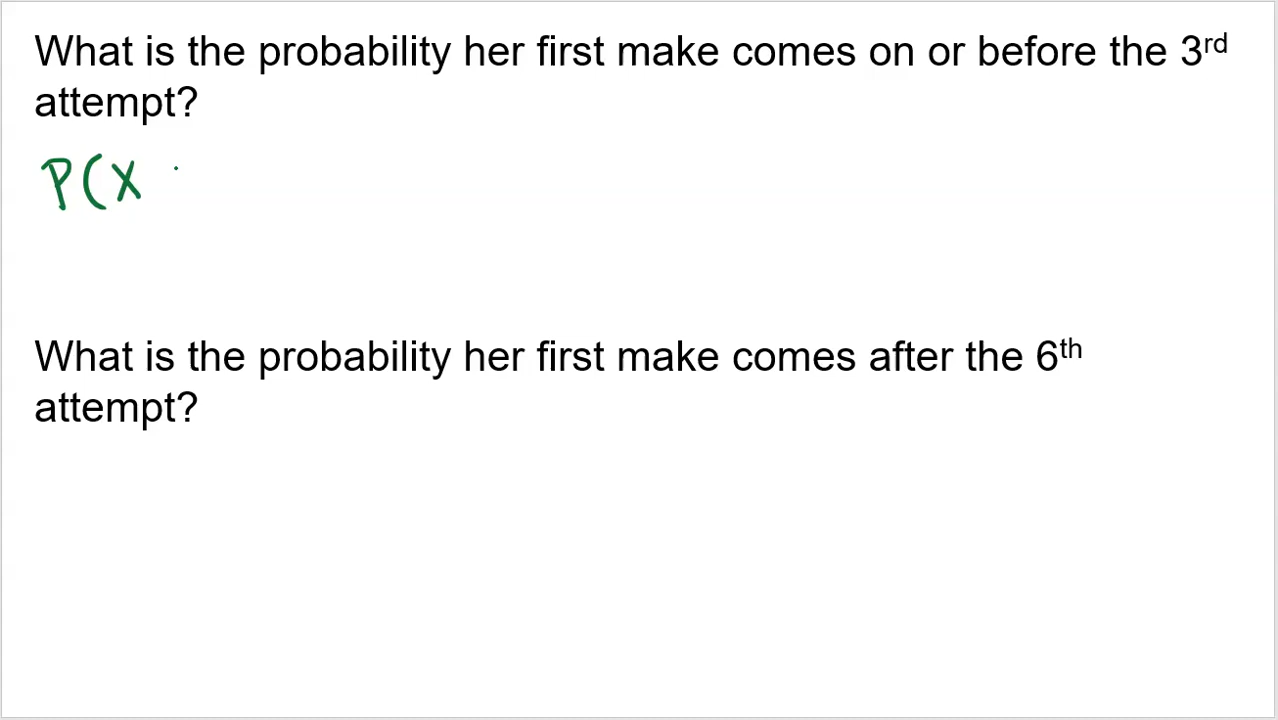 What is the probability her first make comes on or before the 3rd
attempt?
P(X
What is the probability her first make comes after the 6th
attempt?